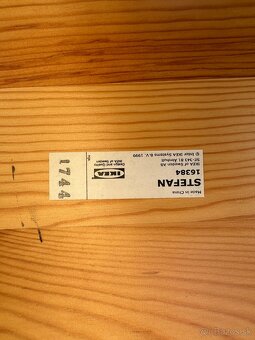 Made in China
STEFAN
16384
IKEA of Sweden AB
SE-343 81 Älmhult
© Inter IKEA Systems B.V. 1999
IKEA
Design and Quality
IKEA of Sweden
1744